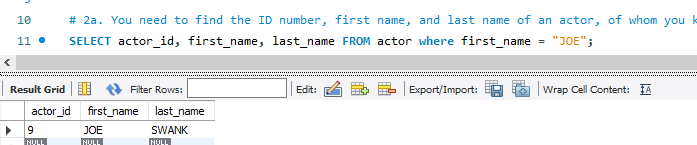 10 # 2a. You need to find the ID number, first name, and last name of an actor, of whom you k
11 SELECT actor_id, first_name, last_name FROM actor where first_name = "JOE";
Result Grid Filter Rows: Edit: Export/Import: Wrap Cell Content: IA
actor_id first_name last_name
9 JOE SWANK
NULL NULL NULL